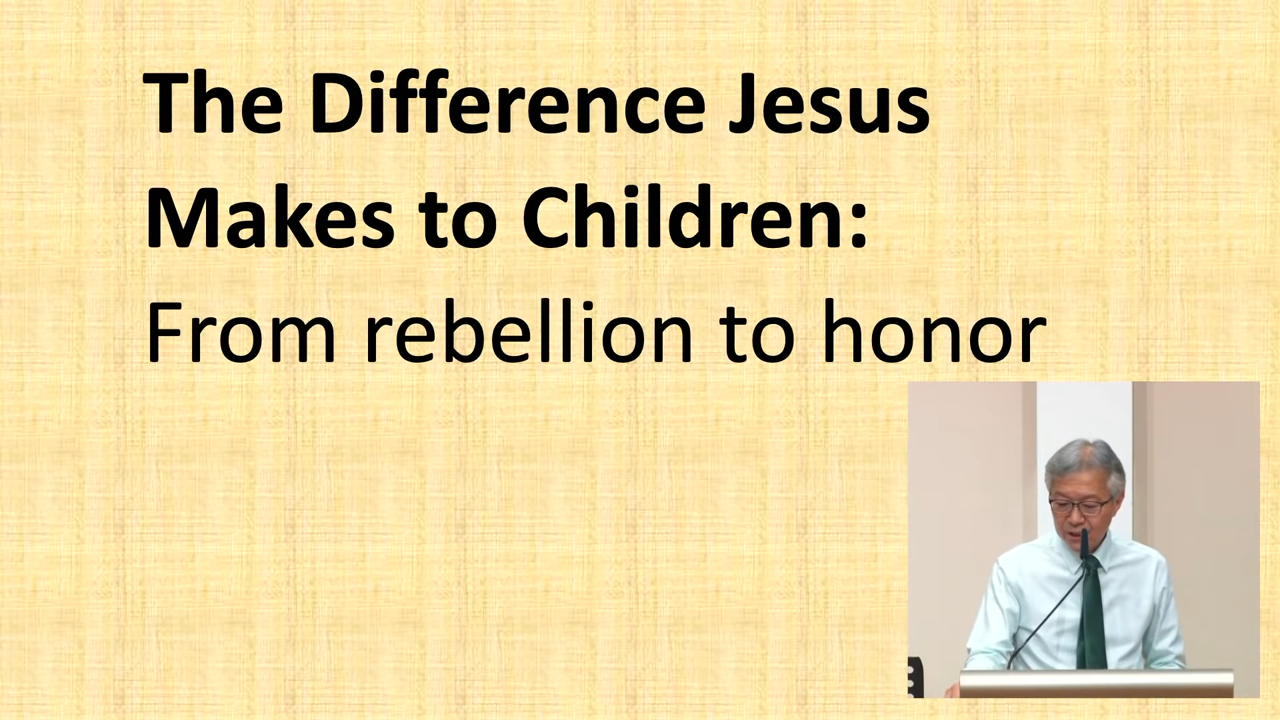 The Difference Jesus
Makes to Children:
From rebellion to honor